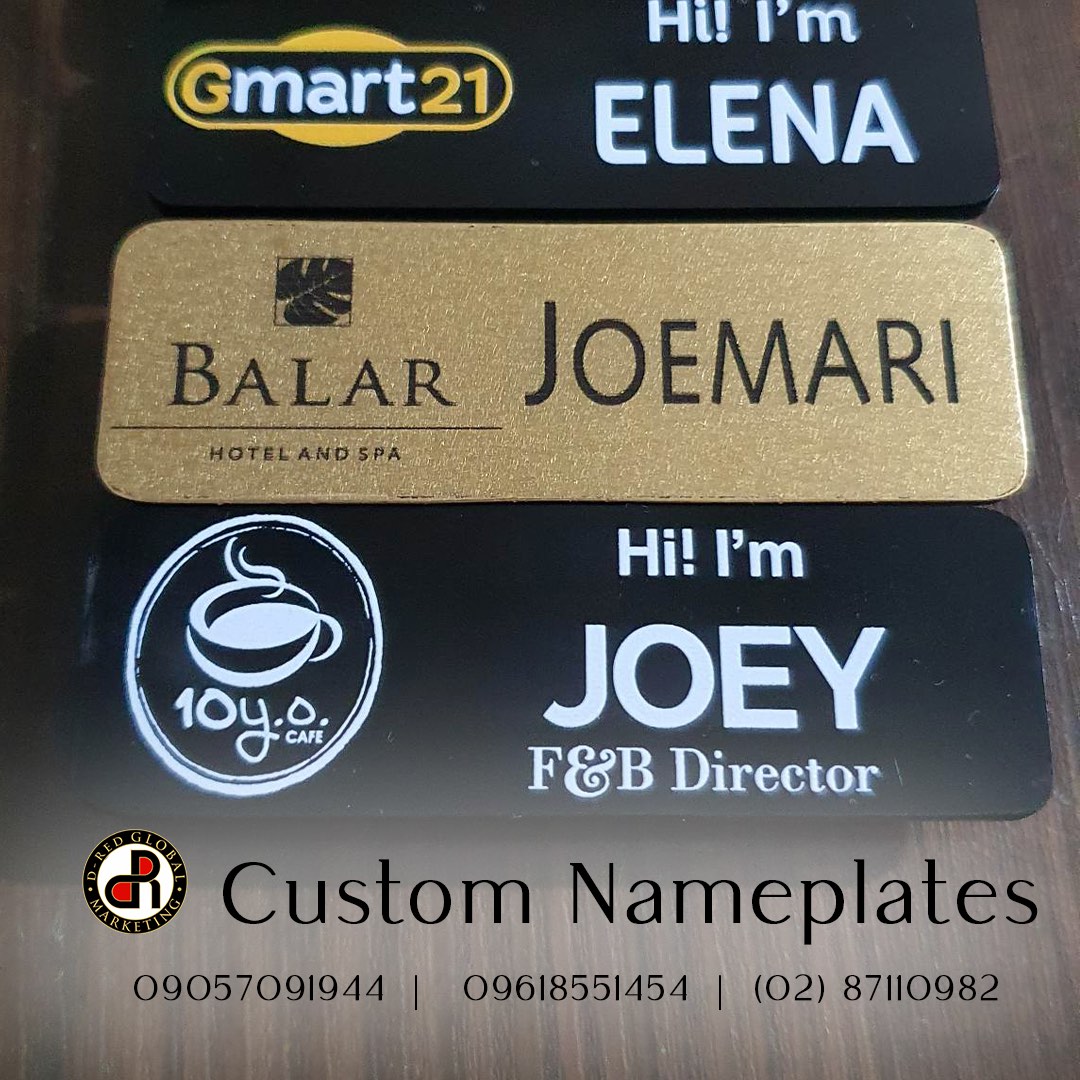 Hi! I'm
Gmart21
ELENA
BALAR
HOTEL AND SPA
JOEMARI
10y.o.
CAFE
Hi! I'm
JOEY
F&B Director
D-RED GLOBAL
MARKETING
Custom Nameplates
09057091944 | 09618551454 | (02) 87110982